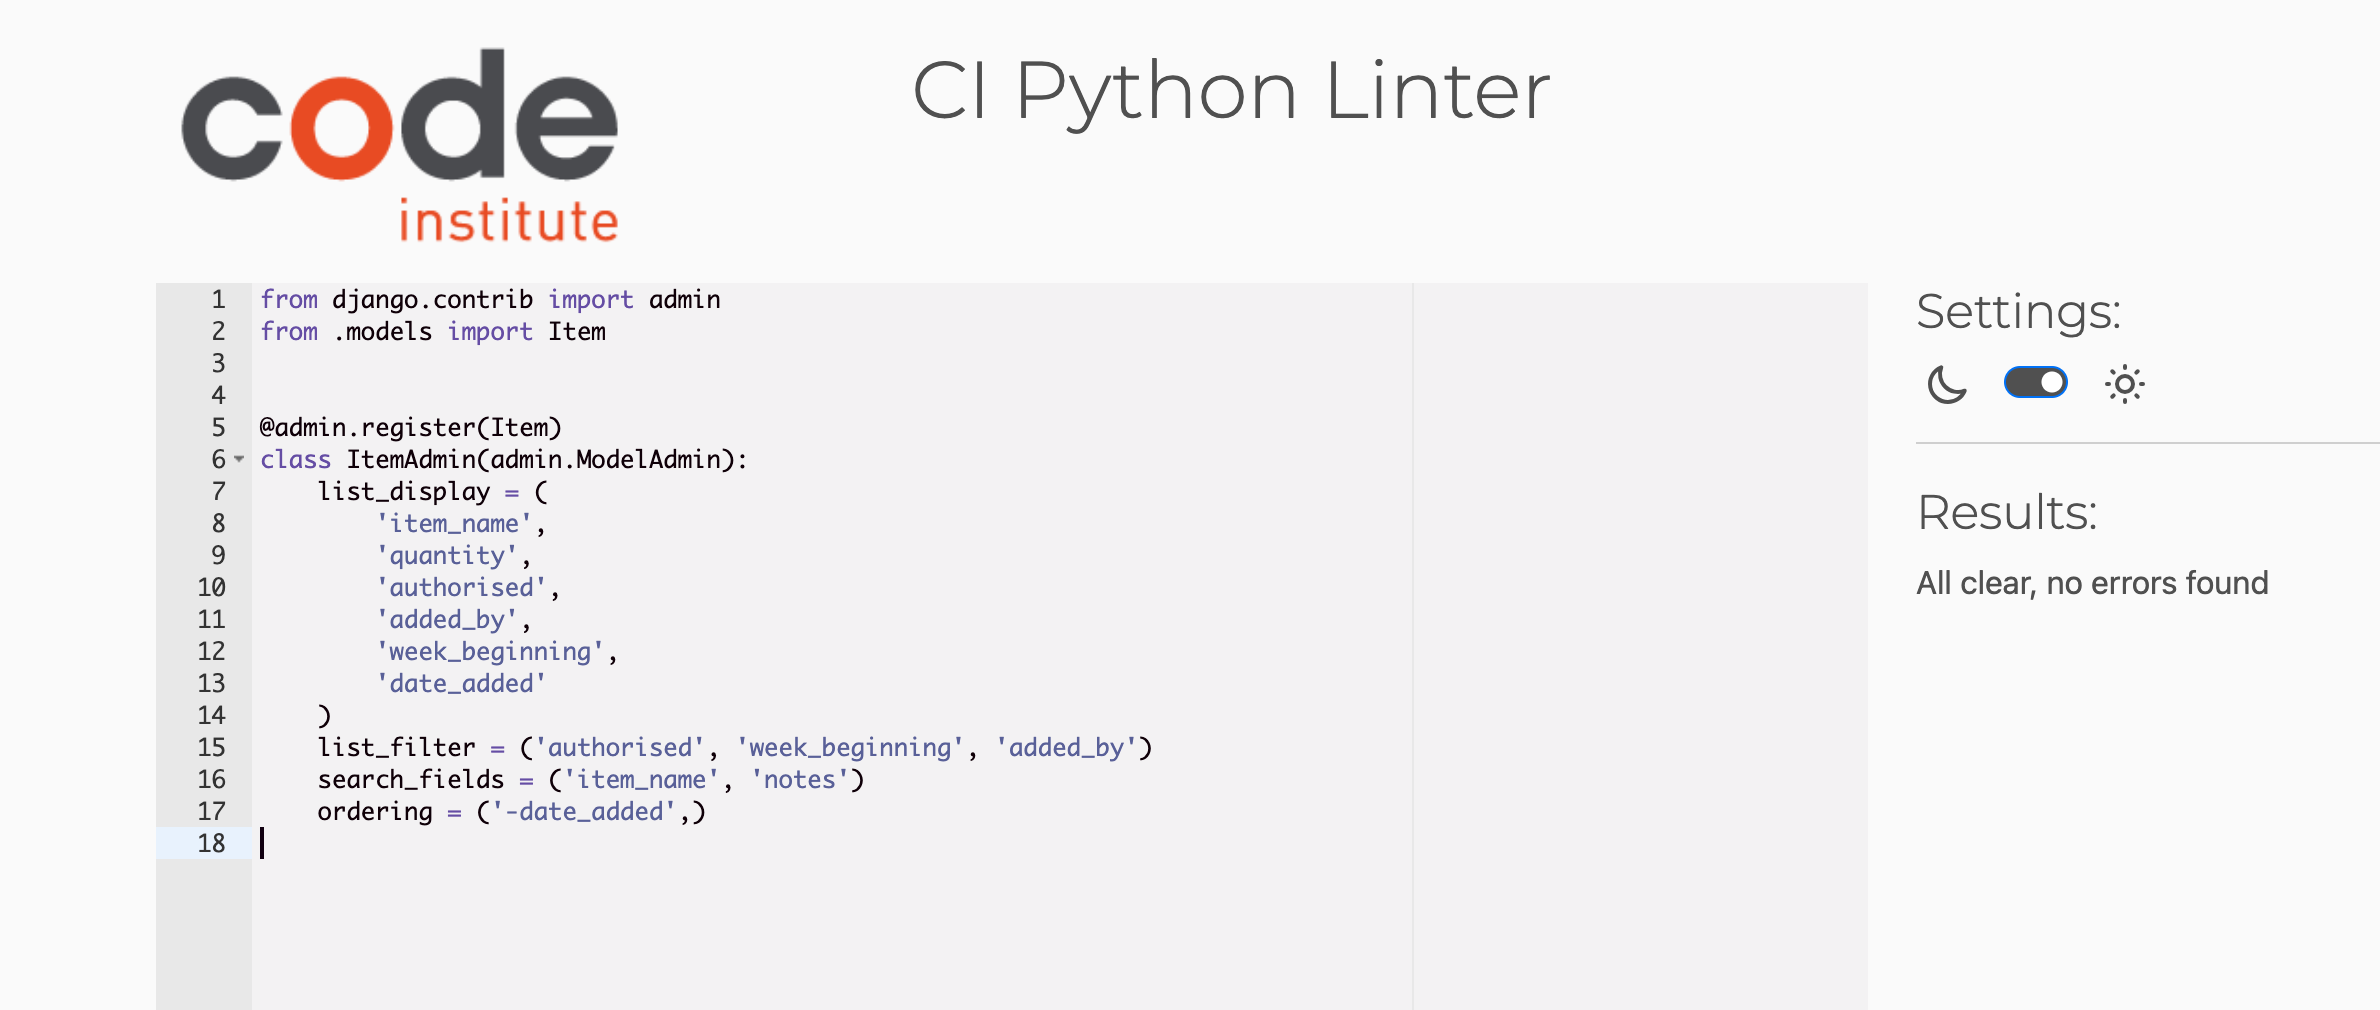 code
institute
CI Python Linter
1 from django.contrib import admin
2 from .models import Item
3
4
5 @admin.register(Item)
6 class ItemAdmin(admin.ModelAdmin):
7     list_display = (
8         'item_name',
9         'quantity',
10         'authorised',
11         'added_by',
12         'week_beginning',
13         'date_added'
14     )
15     list_filter = ('authorised', 'week_beginning', 'added_by')
16     search_fields = ('item_name', 'notes')
17     ordering = ('-date_added',)
18
Settings:
Results:
All clear, no errors found